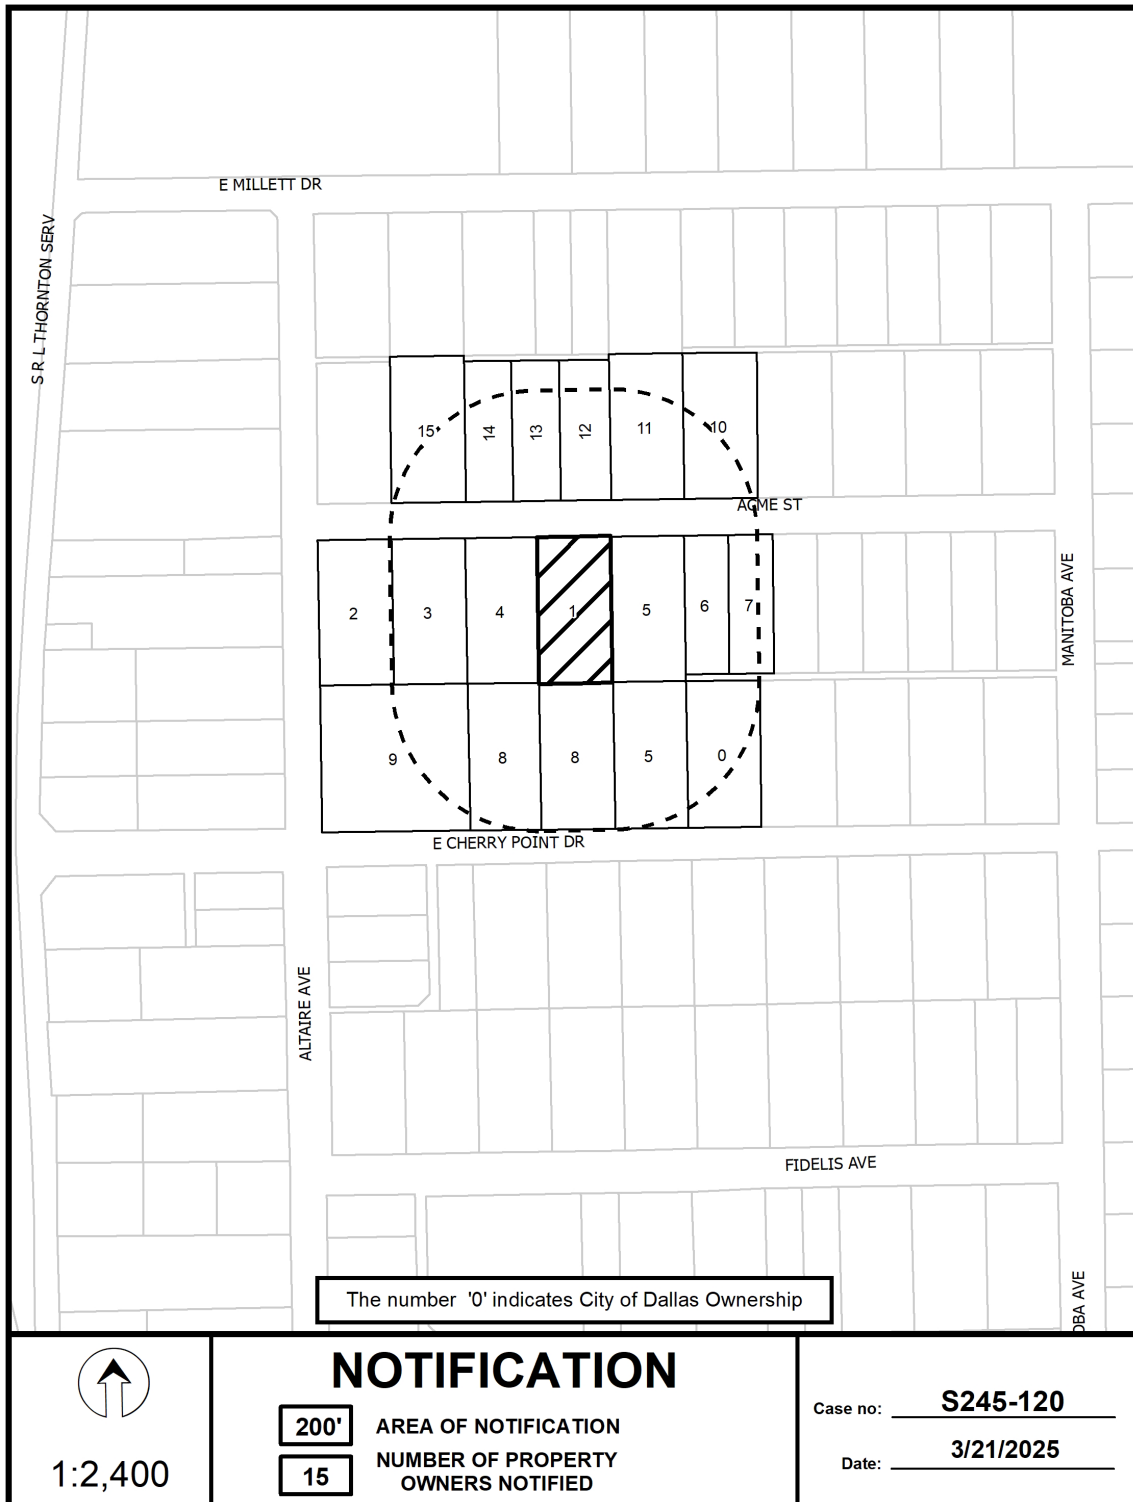 E MILLETT DR
S R L THORNTON SERV
15
14
13
12
11
10
ACME ST
2
3
4
1
5
6
7
MANITOBA AVE
9
8
8
5
0
E CHERRY POINT DR
ALTAIRE AVE
FIDELIS AVE
OBA AVE
The number '0' indicates City of Dallas Ownership
1:2,400
NOTIFICATION
200' AREA OF NOTIFICATION
15 NUMBER OF PROPERTY
OWNERS NOTIFIED
Case no: S245-120
Date: 3/21/2025